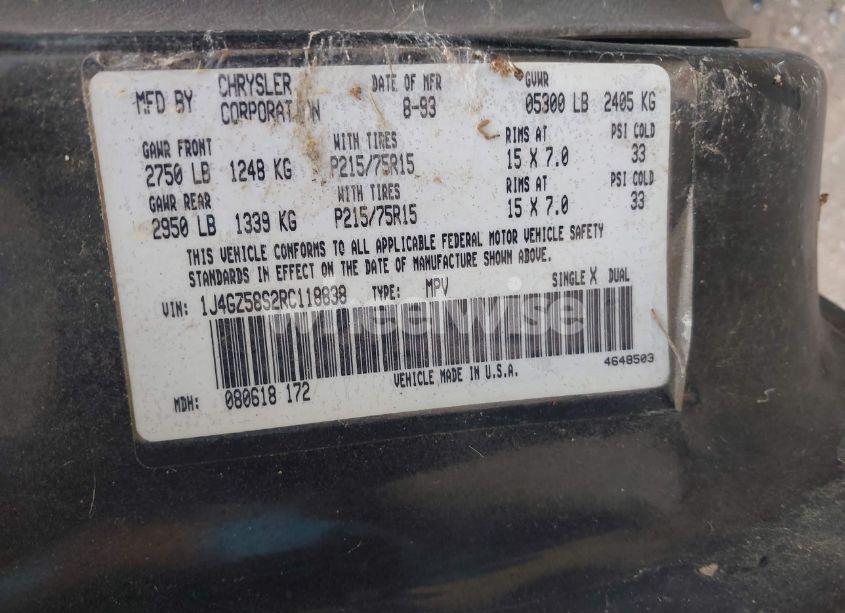 MFD BY CHRYSLER CORPORATION DATE OF MFR 8-93 GVWR 05300 LB 2405 KG
GAWR FRONT WITH TIRES RIMS AT PSI COLD
2750 LB 1248 KG P215/75R15 15 X 7.0 33
GAWR REAR WITH TIRES RIMS AT PSI COLD
2950 LB 1339 KG P215/75R15 15 X 7.0 33
THIS VEHICLE CONFORMS TO ALL APPLICABLE FEDERAL MOTOR VEHICLE SAFETY
STANDARDS IN EFFECT ON THE DATE OF MANUFACTURE SHOWN ABOVE.
VIN: 1J4GZ58S2RC118838 TYPE: MPV SINGLE X DUAL
wheelwise
4648503
MDH: 080618 172 VEHICLE MADE IN U.S.A.